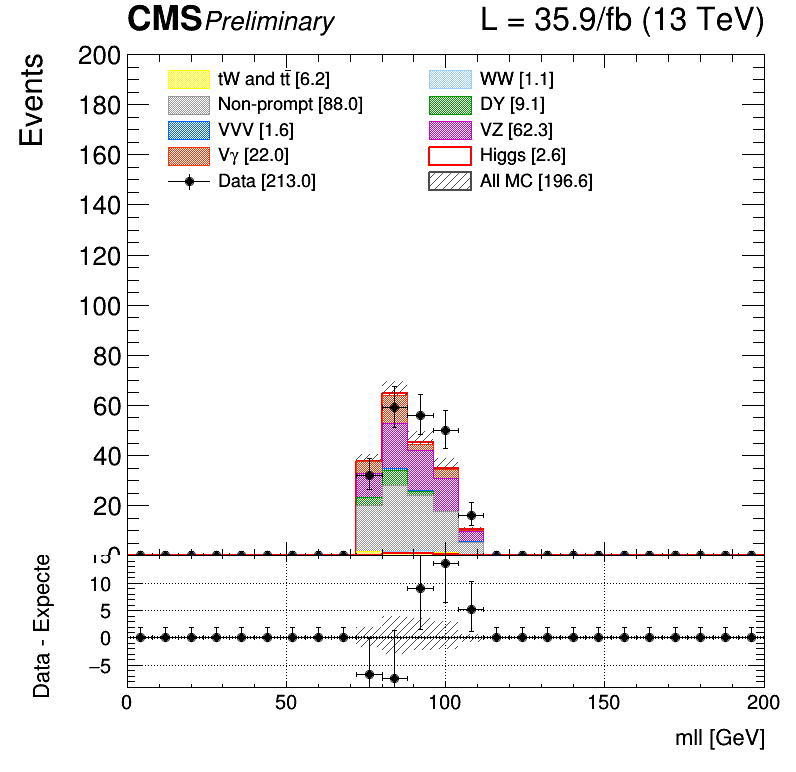 CMS Preliminary L = 35.9/fb (13 TeV)
Events
200
180
160
140
120
100
80
60
40
20
tW and tt̄ [6.2]
WW [1.1]
Non-prompt [88.0]
DY [9.1]
VVV [1.6]
VZ [62.3]
Vγ [22.0]
Higgs [2.6]
Data [213.0]
All MC [196.6]
Data - Expecte
10
5
0
−5
0 50 100 150 200
mll [GeV]